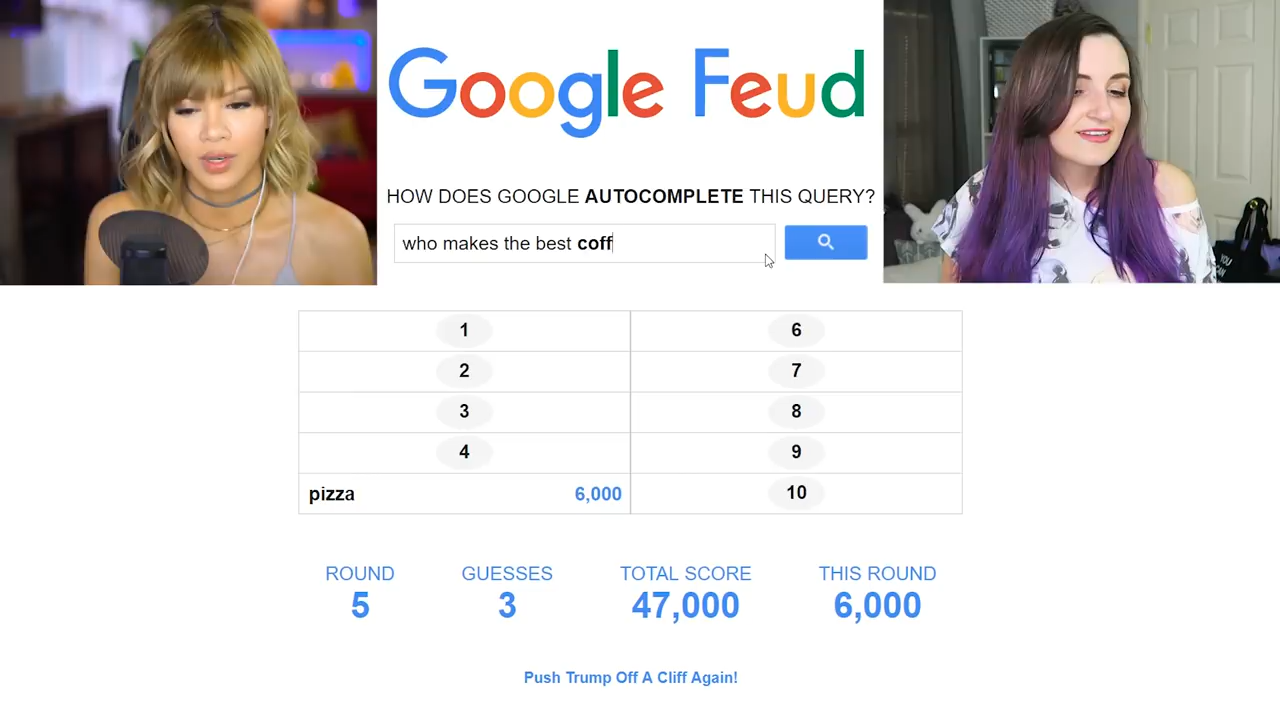 Google Feud
HOW DOES GOOGLE AUTOCOMPLETE THIS QUERY?
who makes the best coff
1 6
2 7
3 8
4 9
pizza 6,000 10
ROUND GUESSES TOTAL SCORE THIS ROUND
5 3 47,000 6,000
Push Trump Off A Cliff Again!
YOU
CAN